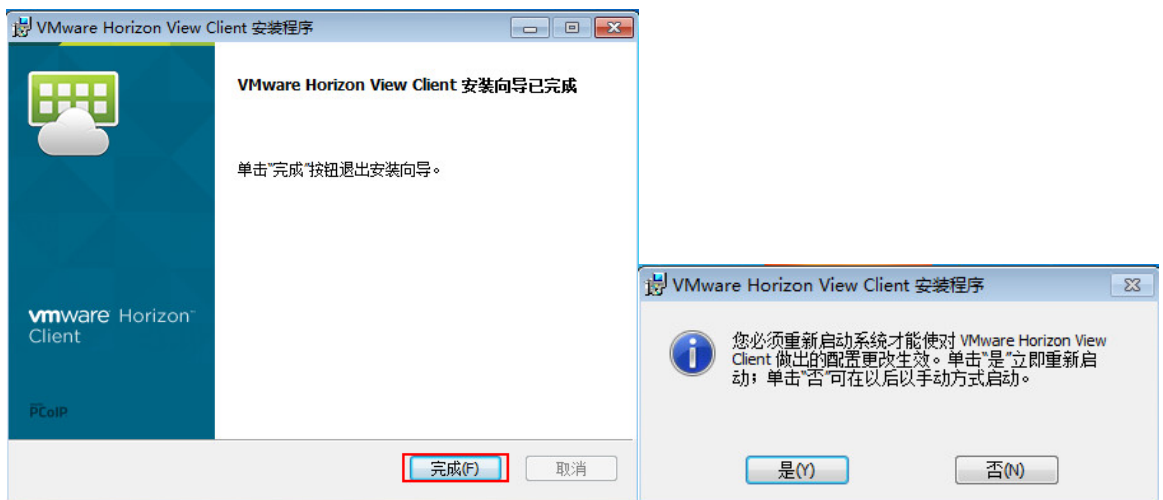 VMware Horizon View Client 安装程序
VMware Horizon View Client 安装向导已完成
单击"完成"按钮退出安装向导。
vmware Horizon™
Client
PCoIP
完成(F)
取消
VMware Horizon View Client 安装程序
您必须重新启动系统才能使对 VMware Horizon View
Client 做出的配置更改生效。单击"是"立即重新启
动；单击"否"可在以后以手动方式启动。
是(Y)
否(N)